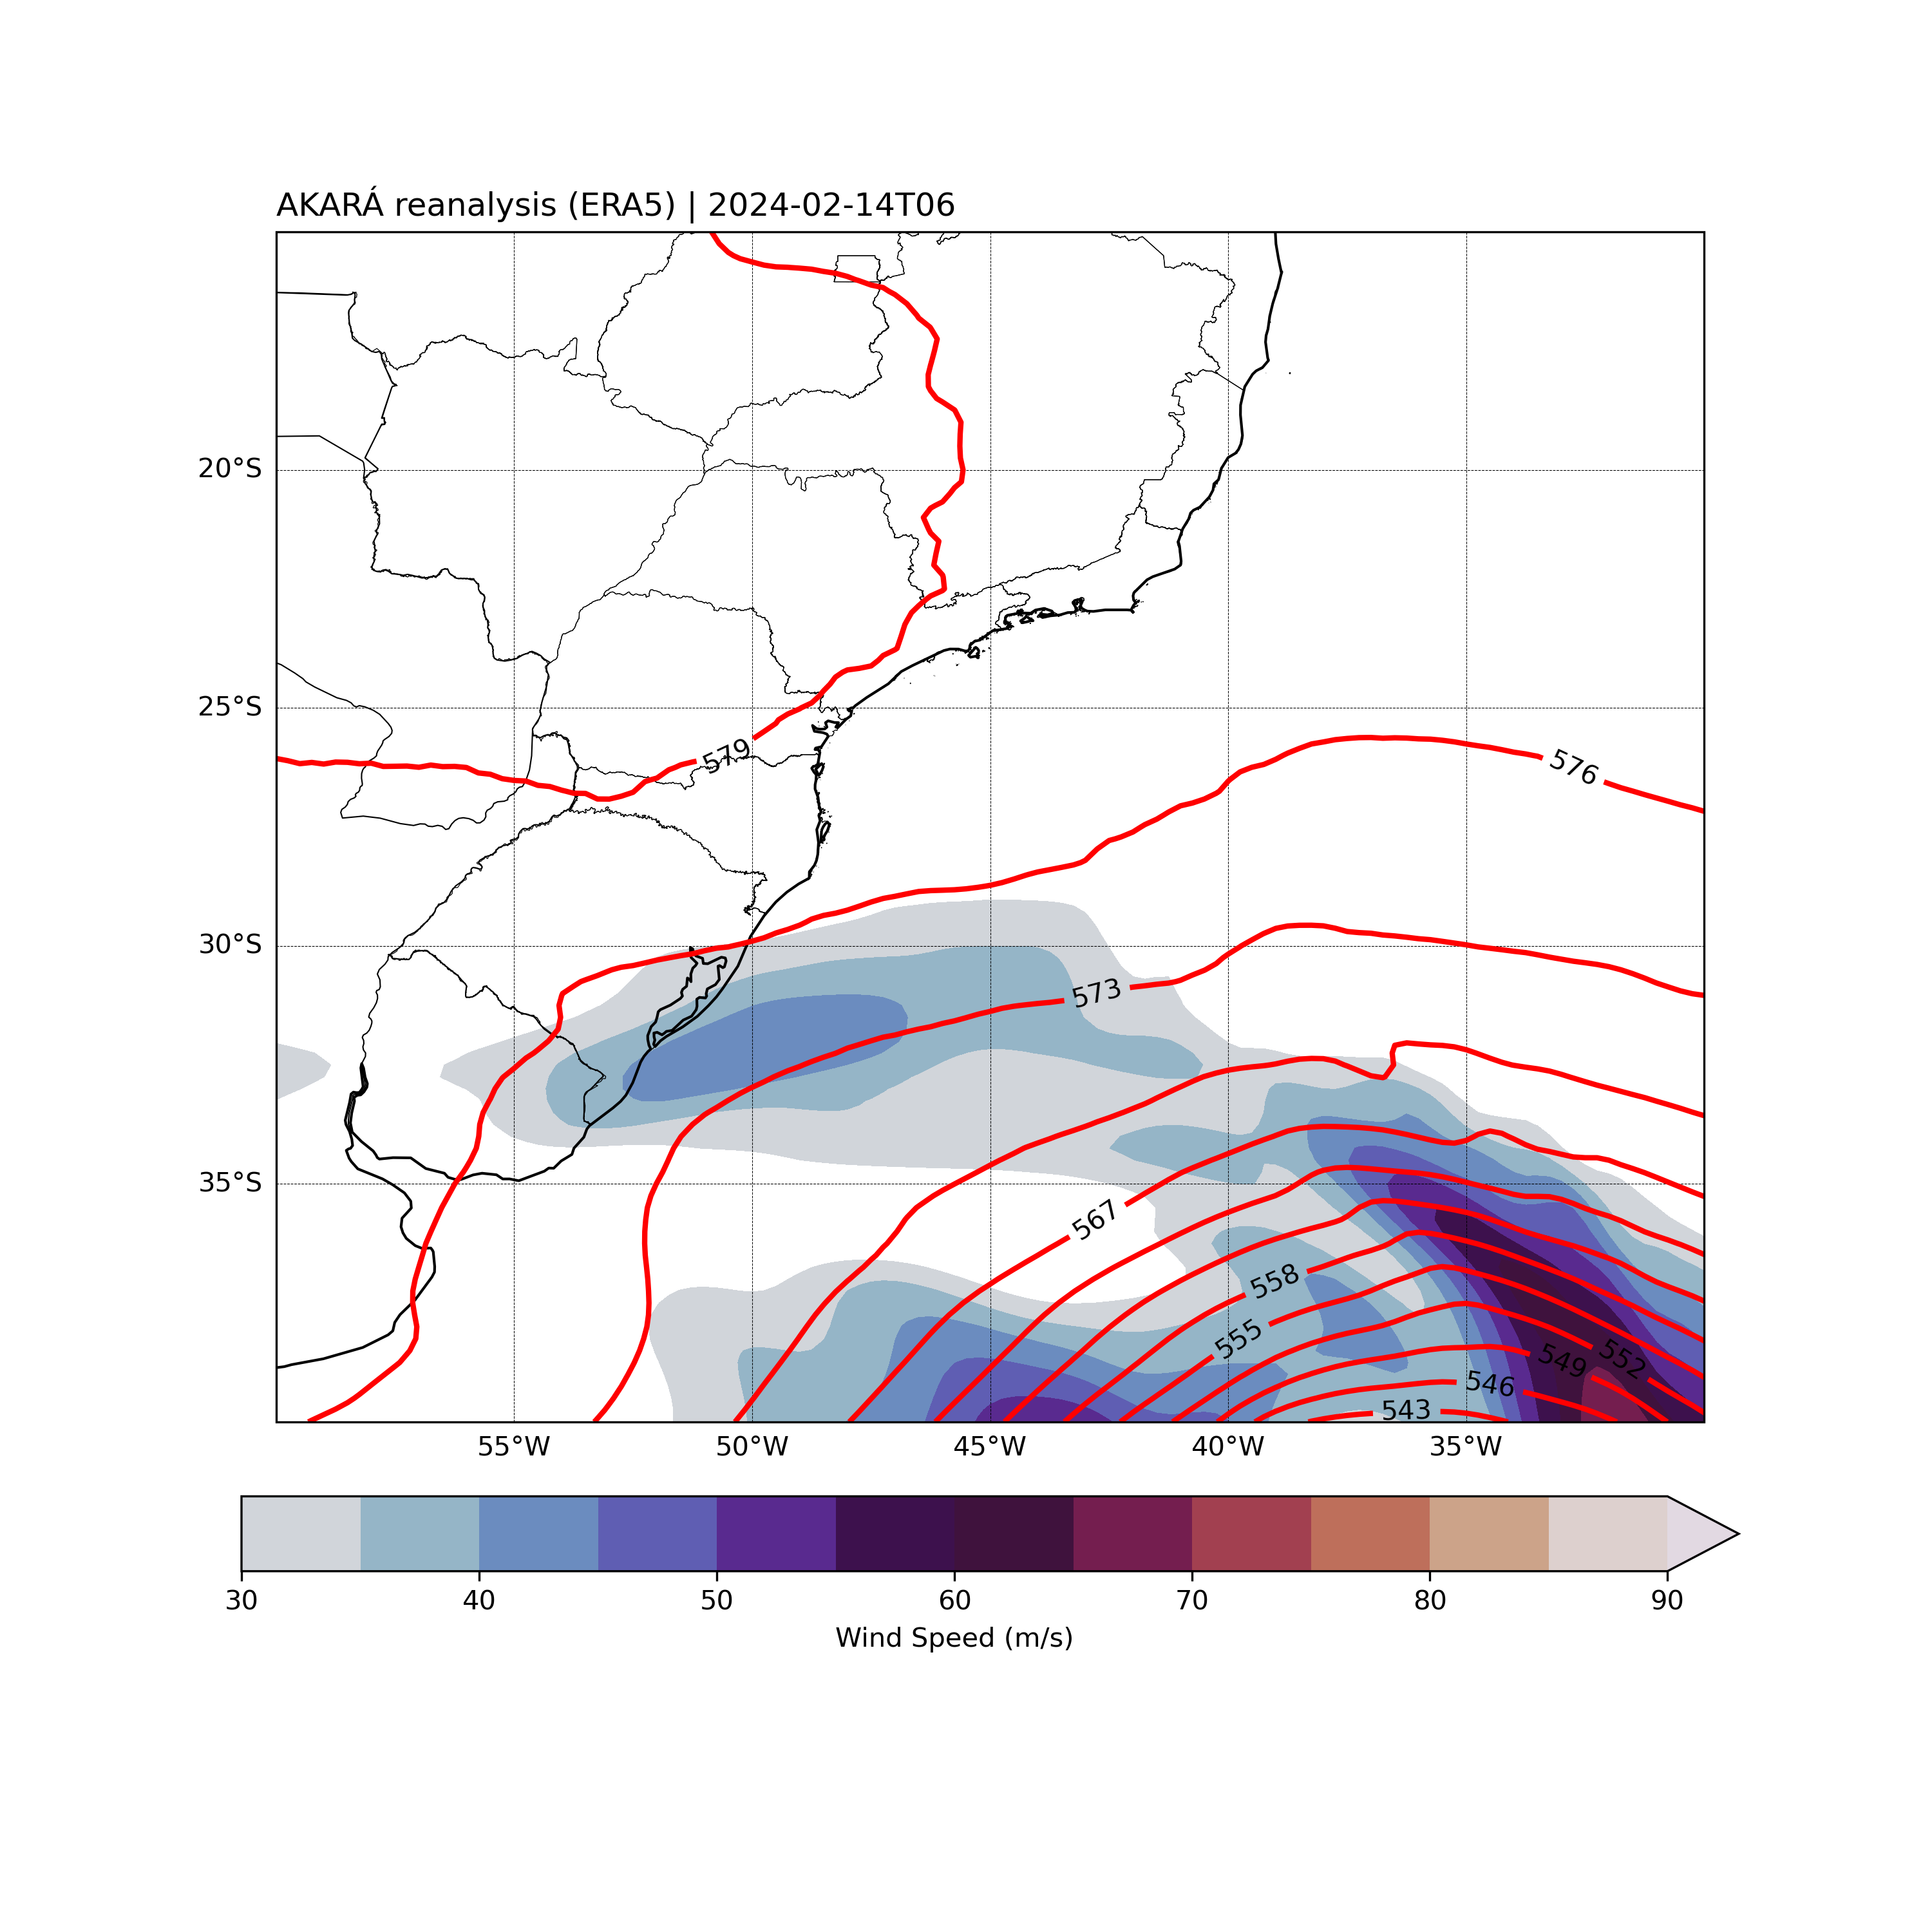 AKARÁ reanalysis (ERA5) | 2024-02-14T06
20°S
25°S
30°S
35°S
579
576
573
567
558
555
552
549
546
543
55°W 50°W 45°W 40°W 35°W
30 40 50 60 70 80 90
Wind Speed (m/s)